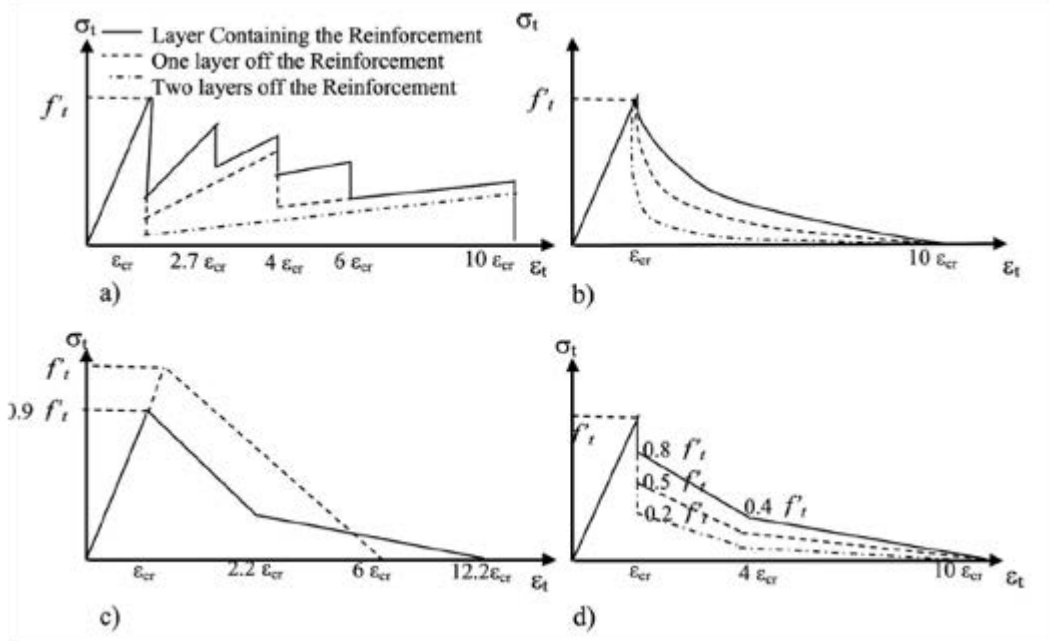 σt
Layer Containing the Reinforcement
One layer off the Reinforcement
Two layers off the Reinforcement
f't
εcr
2.7 εcr
4 εcr
6 εcr
10 εcr
εt
a)
σt
f't
εcr
10 εcr
εt
b)
σt
f't
0.9 f't
εcr
2.2 εcr
6 εcr
12.2εcr
εt
c)
σt
f't
0.8 f't
0.5 f't
0.2 f't
0.4 f't
εcr
4 εcr
10 εcr
εt
d)